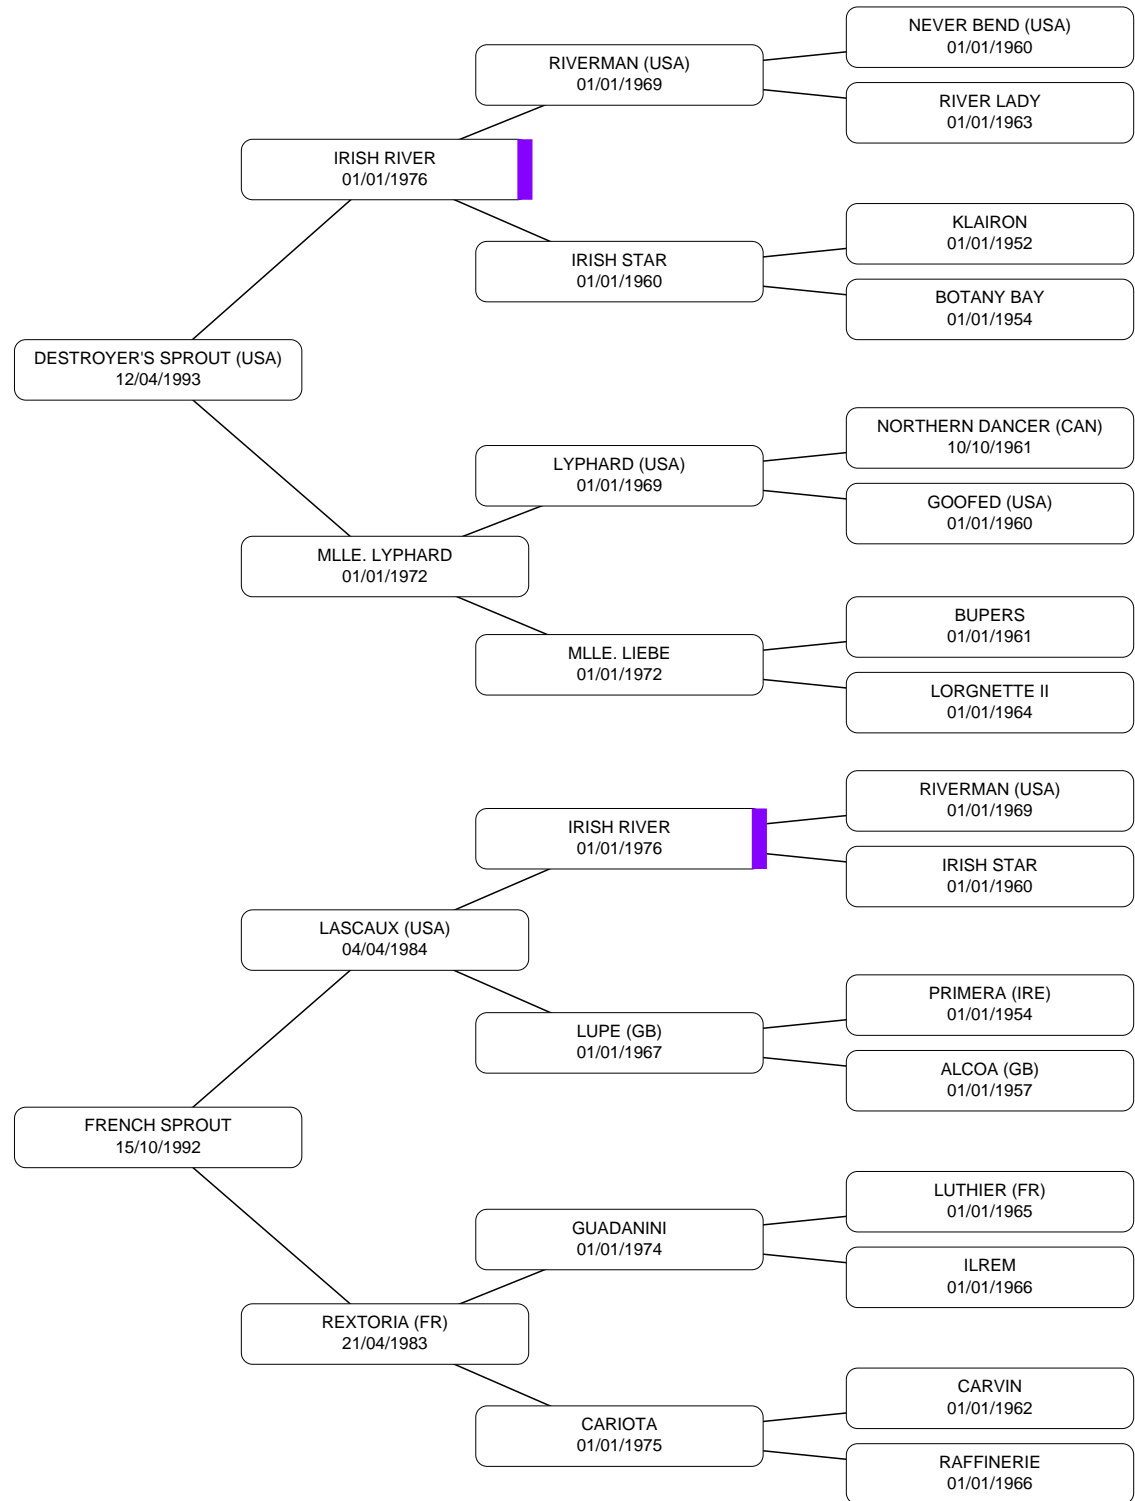 NEVER BEND (USA)
01/01/1960
RIVERMAN (USA)
01/01/1969
RIVER LADY
01/01/1963
IRISH RIVER
01/01/1976
KLAIRON
01/01/1952
IRISH STAR
01/01/1960
BOTANY BAY
01/01/1954
DESTROYER'S SPROUT (USA)
12/04/1993
NORTHERN DANCER (CAN)
10/10/1961
LYPHARD (USA)
01/01/1969
GOOFED (USA)
01/01/1960
MLLE. LYPHARD
01/01/1972
BUPERS
01/01/1961
MLLE. LIEBE
01/01/1972
LORGNETTE II
01/01/1964
RIVERMAN (USA)
01/01/1969
IRISH RIVER
01/01/1976
IRISH STAR
01/01/1960
LASCAUX (USA)
04/04/1984
PRIMERA (IRE)
01/01/1954
LUPE (GB)
01/01/1967
ALCOA (GB)
01/01/1957
FRENCH SPROUT
15/10/1992
LUTHIER (FR)
01/01/1965
GUADANINI
01/01/1974
ILREM
01/01/1966
REXTORIA (FR)
21/04/1983
CARVIN
01/01/1962
CARIOTA
01/01/1975
RAFFINERIE
01/01/1966